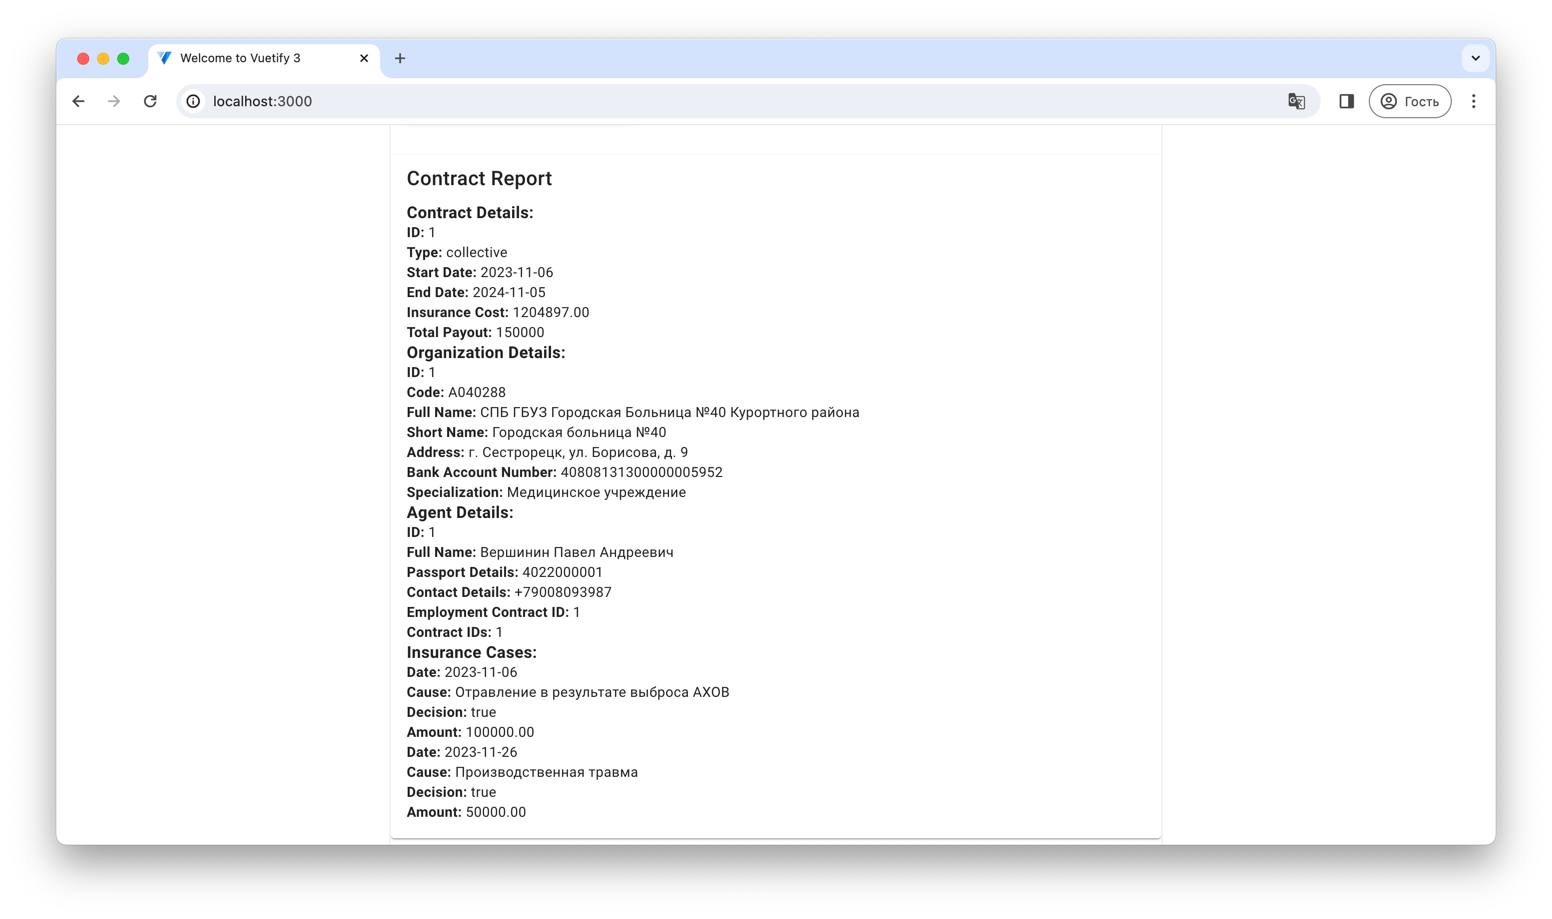 Welcome to Vuetify 3
localhost:3000
Гость
Contract Report
Contract Details:
ID: 1
Type: collective
Start Date: 2023-11-06
End Date: 2024-11-05
Insurance Cost: 1204897.00
Total Payout: 150000
Organization Details:
ID: 1
Code: A040288
Full Name: СПБ ГБУЗ Городская Больница №40 Курортного района
Short Name: Городская больница №40
Address: г. Сестрорецк, ул. Борисова, д. 9
Bank Account Number: 40808131300000005952
Specialization: Медицинское учреждение
Agent Details:
ID: 1
Full Name: Вершинин Павел Андреевич
Passport Details: 4022000001
Contact Details: +79008093987
Employment Contract ID: 1
Contract IDs: 1
Insurance Cases:
Date: 2023-11-06
Cause: Отравление в результате выброса АХОВ
Decision: true
Amount: 100000.00
Date: 2023-11-26
Cause: Производственная травма
Decision: true
Amount: 50000.00